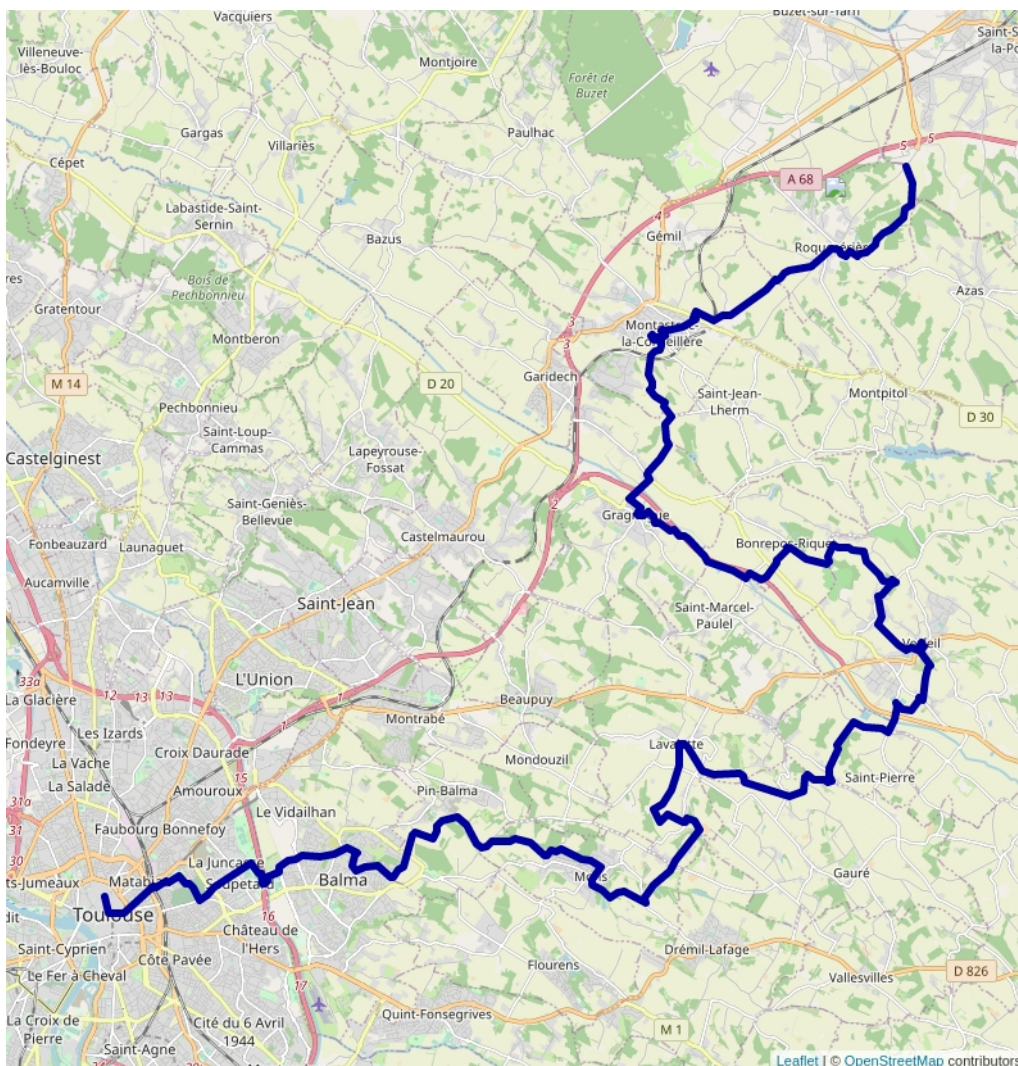 Vacquiers
Villeneuve-
lès-Bouloc
Montjoire
Forêt de
Buzet
Gargas
Paulhac
Villariès
Cépet
5
5
A 68
Labastide-Saint-
Sernin
Bazus
4
Gémil
Bois de
Pechbonnieu
Azas
Gratentour
Montberon
3
3
Garidech
M 14
D 20
Saint-Jean-
Lherm
Montpitol
Pechbonnieu
D 30
Saint-Loup-
Cammas
Castelginest
Lapeyrouse-
Fossat
Saint-Geniès-
Bellevue
2
Castelmaurou
Fonbeauzard
Launaguet
Aucamville
Saint-Jean
Saint-Marcel-
Paulel
L'Union
33a
12
13
13
La Glacière
1
Beaupuy
Montrabé
Les Izards
1
Fondeyre
Croix Daurade
La Vache
15
Mondouzil
Saint-Pierre
La Salade
Amouroux
Pin-Balma
31a
Le Vidailhan
31
Faubourg Bonnefoy
30
Balma
Gauré
16
Toulouse
Château de
l'Hers
Saint-Cyprien
Drémil-Lafage
Côte Pavée
Flourens
Le Fer à Cheval
17
Vallesvilles
D 826
La Croix de
Pierre
Cité du 6 Avril
1944
Quint-Fonsegrives
M 1
Saint-Agne
Leaflet | © OpenStreetMap contributors